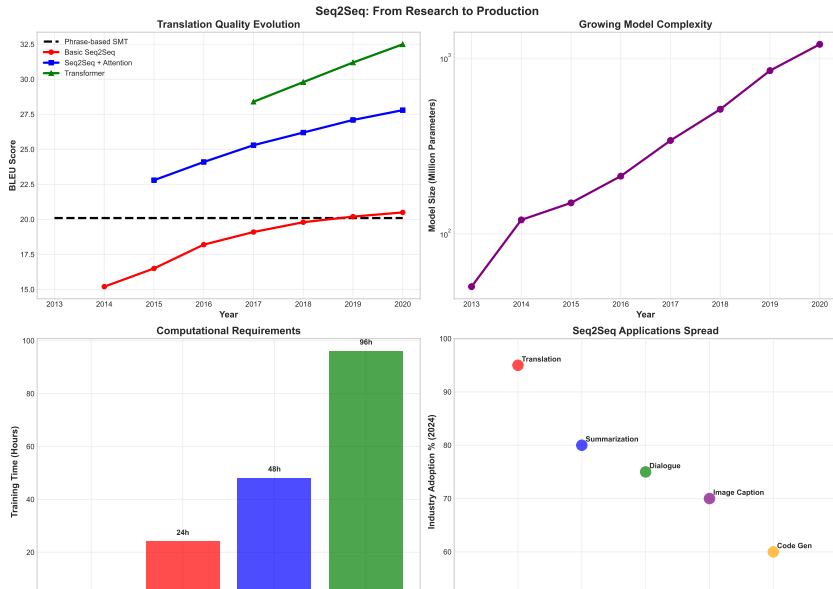 Seq2Seq: From Research to Production
Translation Quality Evolution
Phrase-based SMT
Basic Seq2Seq
Seq2Seq + Attention
Transformer
BLEU Score
32.5
30.0
27.5
25.0
22.5
20.0
17.5
15.0
2013 2014 2015 2016 2017 2018 2019 2020
Year
Growing Model Complexity
Model Size (Million Parameters)
10³
10²
2013 2014 2015 2016 2017 2018 2019 2020
Year
Computational Requirements
Training Time (Hours)
100
80
60
40
20
24h
48h
96h
Seq2Seq Applications Spread
Industry Adoption % (2024)
100
90
80
70
60
Translation
Summarization
Dialogue
Image Caption
Code Gen